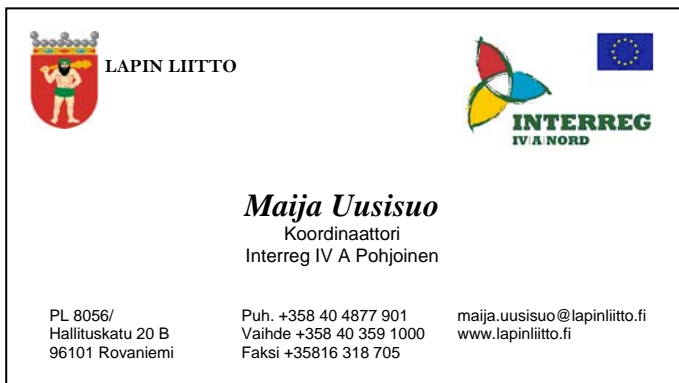 LAPIN LIITTO
INTERREG
IV A NORD
Maija Uusisuo
Koordinaattori
Interreg IV A Pohjoinen
PL 8056/
Hallituskatu 20 B
96101 Rovaniemi
Puh. +358 40 4877 901
Vaihde +358 40 359 1000
Faksi +35816 318 705
maija.uusisuo@lapinliitto.fi
www.lapinliitto.fi